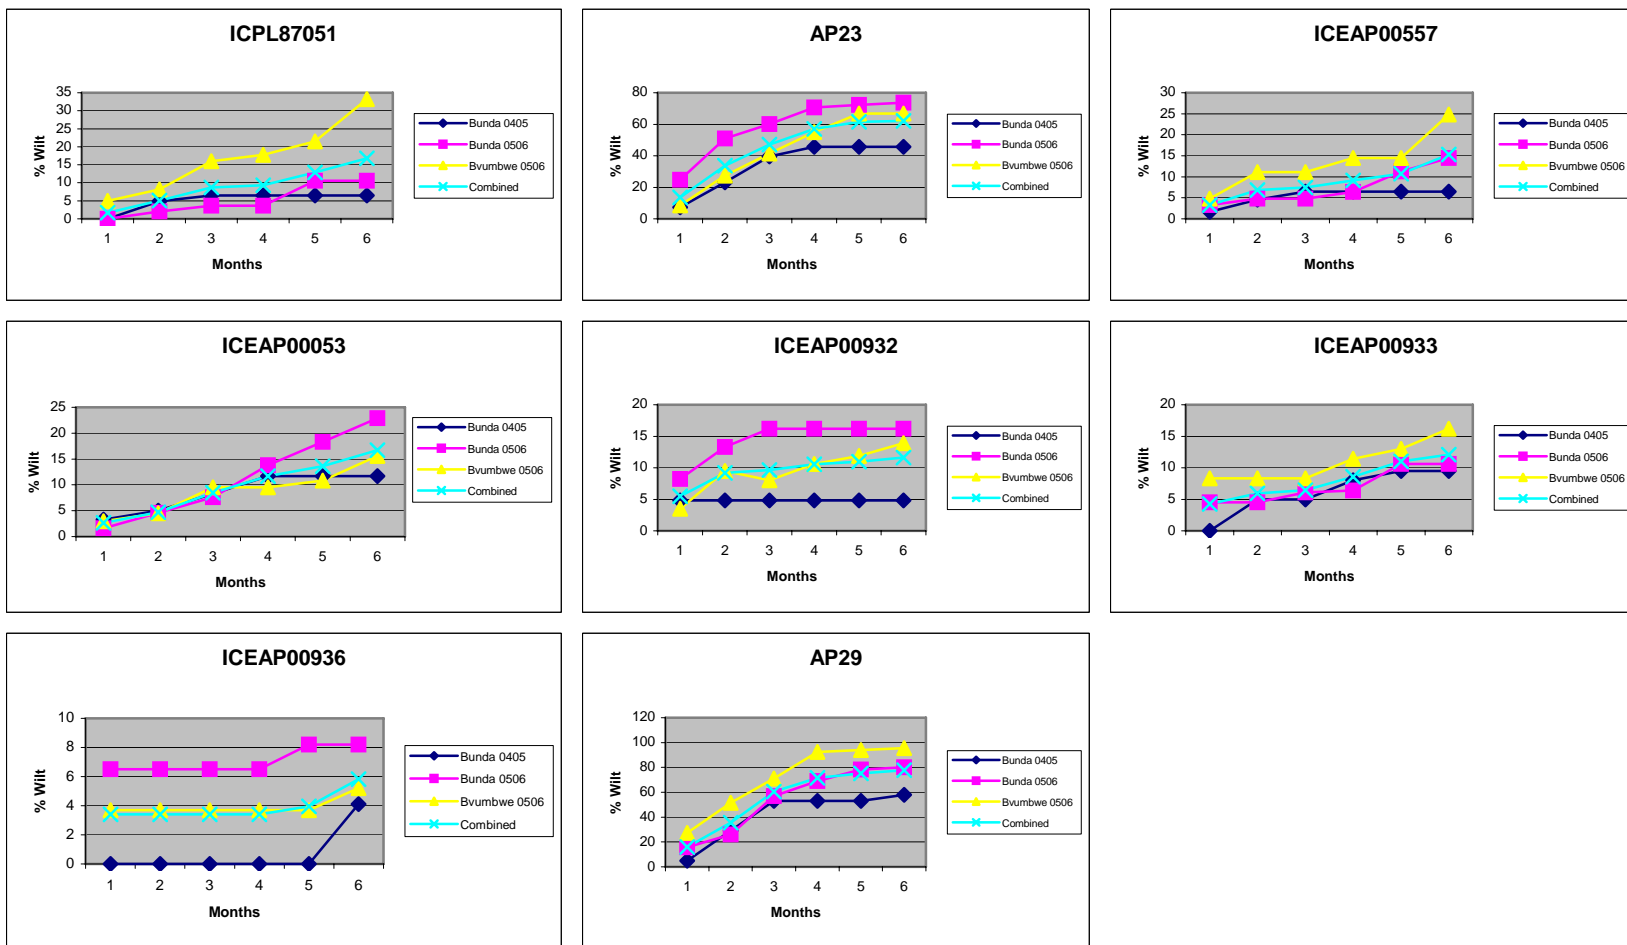 ICPL87051
% Wilt
35
30
25
20
15
10
5
0
1 2 3 4 5 6
Months
Bunda 0405
Bunda 0506
Bvumbwe 0506
Combined
AP23
% Wilt
80
60
40
20
0
1 2 3 4 5 6
Months
Bunda 0405
Bunda 0506
Bvumbwe 0506
Combined
ICEAP00557
% Wilt
30
25
20
15
10
5
0
1 2 3 4 5 6
Months
Bunda 0405
Bunda 0506
Bvumbwe 0506
Combined
ICEAP00053
% Wilt
25
20
15
10
5
0
1 2 3 4 5 6
Months
Bunda 0405
Bunda 0506
Bvumbwe 0506
Combined
ICEAP00932
% Wilt
20
15
10
5
0
1 2 3 4 5 6
Months
Bunda 0405
Bunda 0506
Bvumbwe 0506
Combined
ICEAP00933
% Wilt
20
15
10
5
0
1 2 3 4 5 6
Months
Bunda 0405
Bunda 0506
Bvumbwe 0506
Combined
ICEAP00936
% Wilt
10
8
6
4
2
0
1 2 3 4 5 6
Months
Bunda 0405
Bunda 0506
Bvumbwe 0506
Combined
AP29
% Wilt
120
100
80
60
40
20
0
1 2 3 4 5 6
Months
Bunda 0405
Bunda 0506
Bvumbwe 0506
Combined